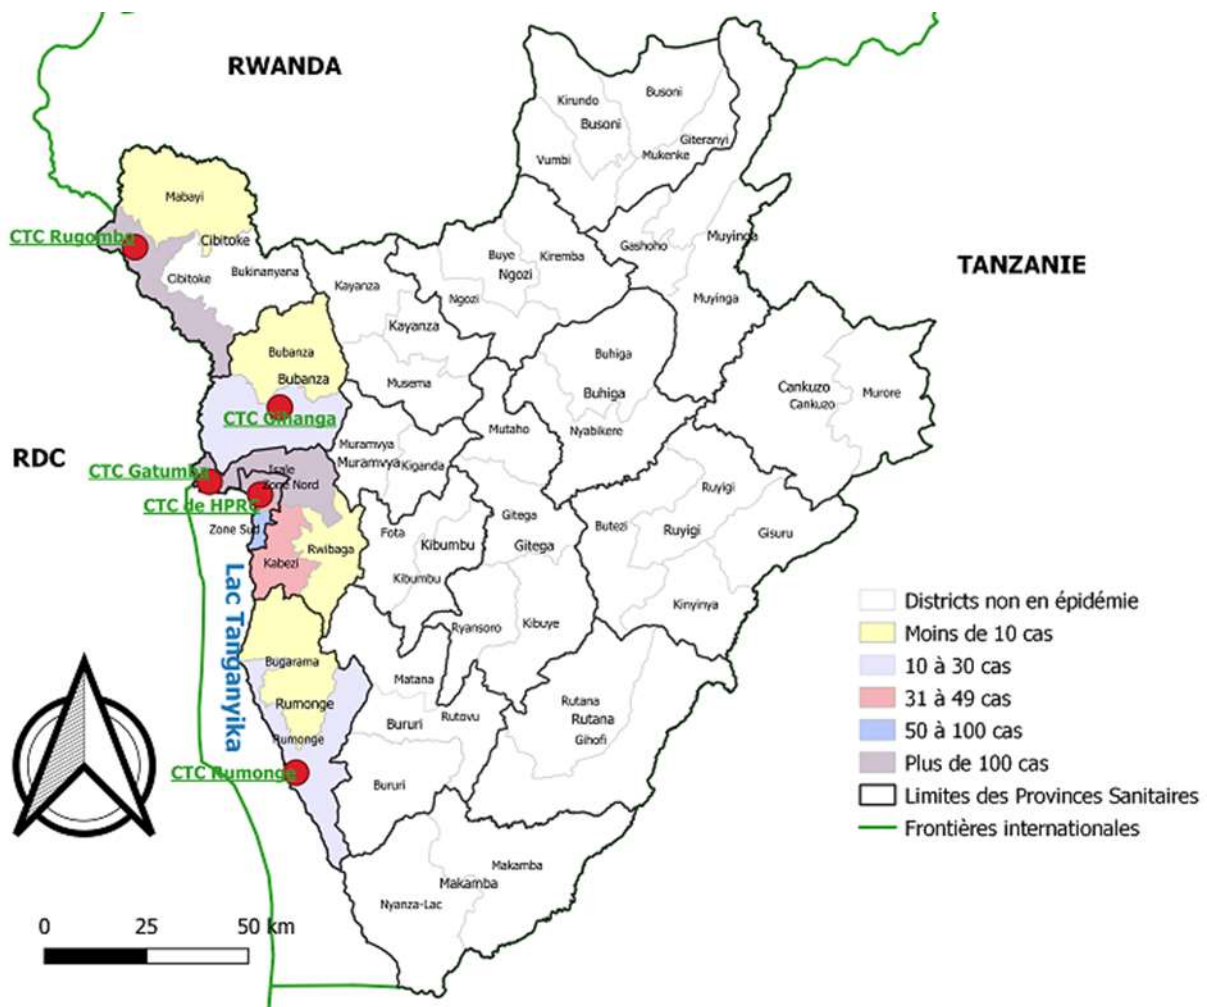 RWANDA
Kirundo
Busoni
Busoni
Giteranyi
Vumbi
Mukenke
Mabayi
CTC Rugombo
Cibitoke
Cibitoke
Bukinanyana
Gashoho
Muyinga
Muyinga
Buye
Kiremba
Ngozi
Ngozi
TANZANIE
Kayanza
Kayanza
Musema
Bubanza
Bubanza
CTC Gihanga
Buhiga
Buhiga
Nyabikere
Cankuzo
Cankuzo
Murore
Mutaho
Muramvya
Muramvya
Kiganda
RDC
CTC Gatumba
Isale
Zone Nord
CTC de HPRC
Zone Sud
Kabezi
Rwibaga
Fota
Kibumbu
Kibumbu
Gitega
Gitega
Ryansoro
Kibuye
Ruyigi
Butezi
Ruyigi
Gisuru
Kinyinya
Lac Tanganyika
Bugarama
Rumonge
Rumonge
CTC Rumonge
Matana
Bururi
Rutovu
Bururi
Rutana
Rutana
Gihofi
Makamba
Makamba
Nyanza-Lac
Districts non en épidémie
Moins de 10 cas
10 à 30 cas
31 à 49 cas
50 à 100 cas
Plus de 100 cas
Limites des Provinces Sanitaires
Frontières internationales
0 25 50 km